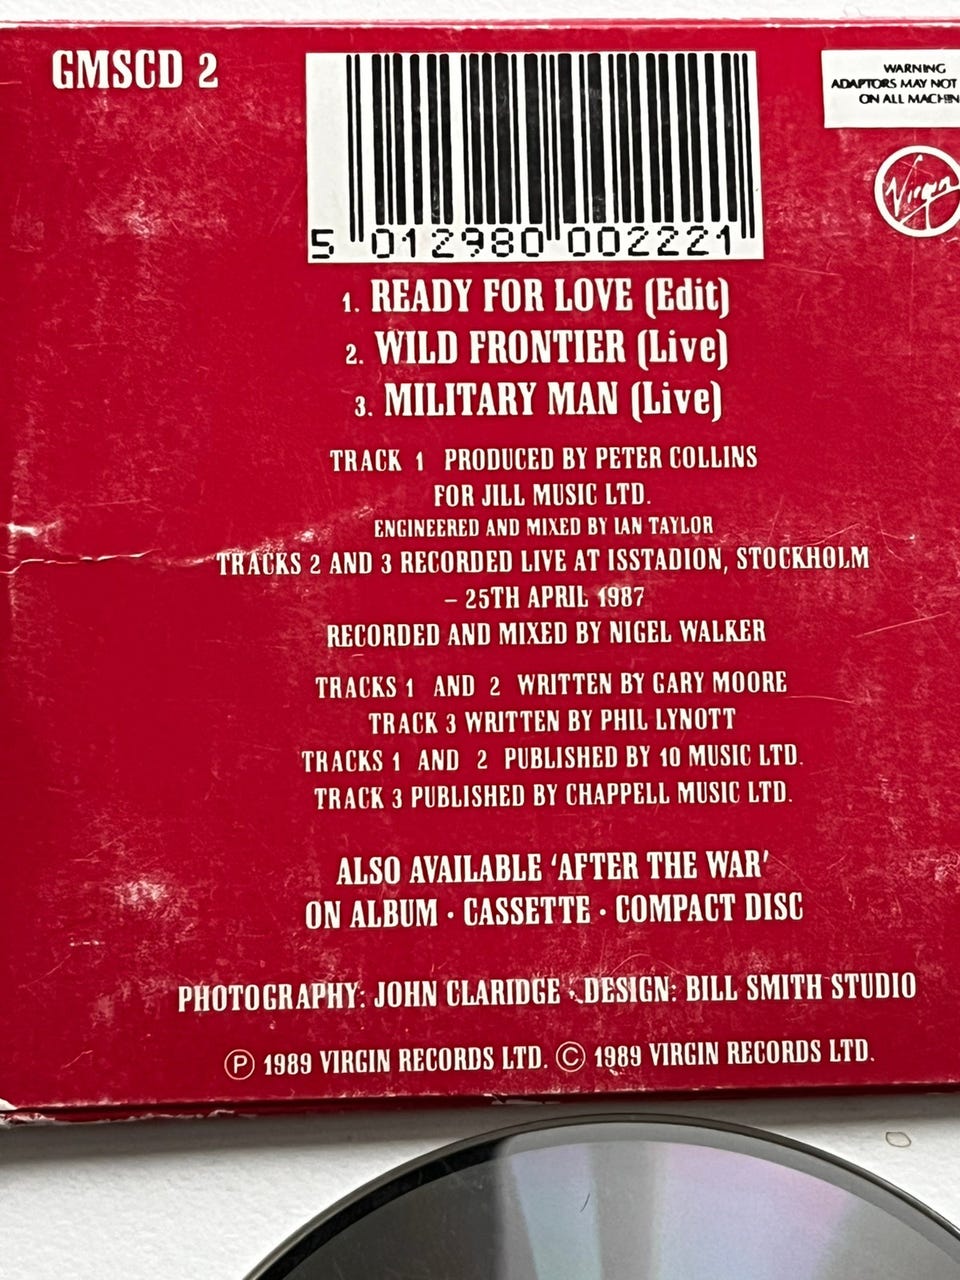 GMSCD 2
WARNING
ADAPTORS MAY NOT
ON ALL MACHIN
Virgin
5 012980 002221
1. READY FOR LOVE (Edit)
2. WILD FRONTIER (Live)
3. MILITARY MAN (Live)
TRACK 1 PRODUCED BY PETER COLLINS
FOR JILL MUSIC LTD.
ENGINEERED AND MIXED BY IAN TAYLOR
TRACKS 2 AND 3 RECORDED LIVE AT ISSTADION, STOCKHOLM
– 25TH APRIL 1987
RECORDED AND MIXED BY NIGEL WALKER
TRACKS 1 AND 2 WRITTEN BY GARY MOORE
TRACK 3 WRITTEN BY PHIL LYNOTT
TRACKS 1 AND 2 PUBLISHED BY 10 MUSIC LTD.
TRACK 3 PUBLISHED BY CHAPPELL MUSIC LTD.
ALSO AVAILABLE ‘AFTER THE WAR’
ON ALBUM · CASSETTE · COMPACT DISC
PHOTOGRAPHY: JOHN CLARIDGE · DESIGN: BILL SMITH STUDIO
Ⓟ 1989 VIRGIN RECORDS LTD. © 1989 VIRGIN RECORDS LTD.